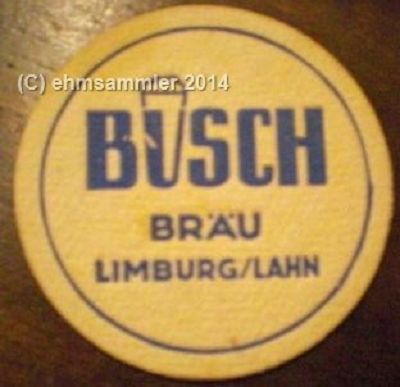 (C) ehmsammler 2014
BUSCH
BRÄU
LIMBURG/LAHN